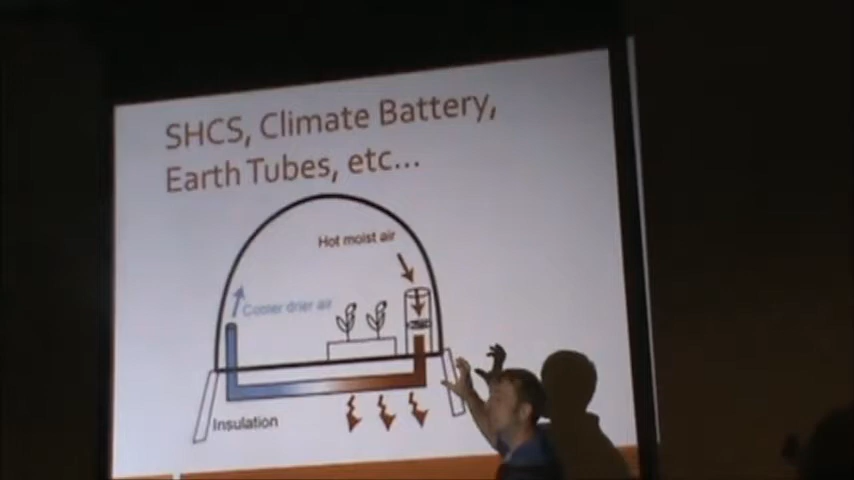 SHCS, Climate Battery,
Earth Tubes, etc...
Hot moist air
Cooler drier air
Insulation